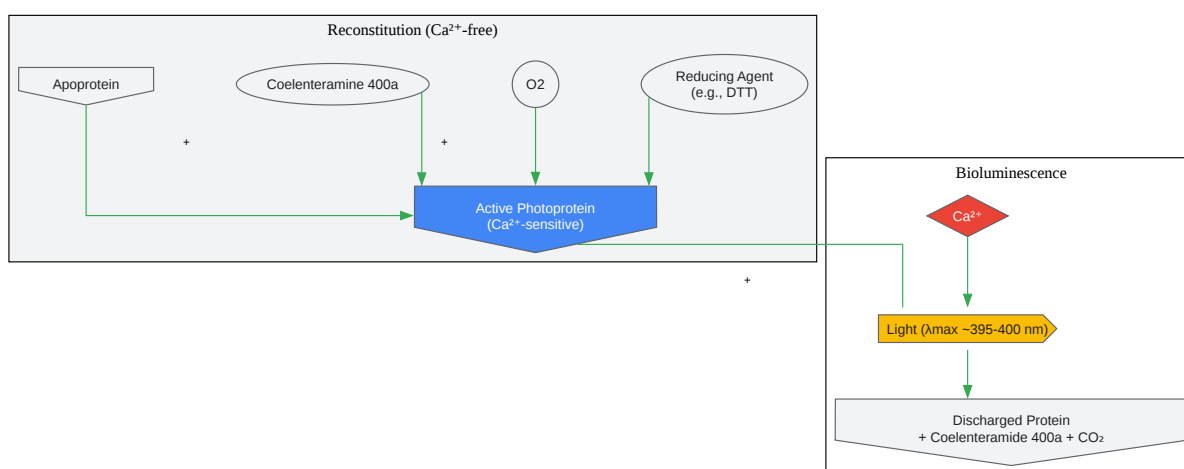 Reconstitution (Ca²⁺-free)
Apoprotein
Coelenteramine 400a
O2
Reducing Agent
(e.g., DTT)
+
+
Active Photoprotein
(Ca²⁺-sensitive)
+
Bioluminescence
Ca²⁺
Light (λmax ~395-400 nm)
Discharged Protein
+ Coelenteramide 400a + CO₂